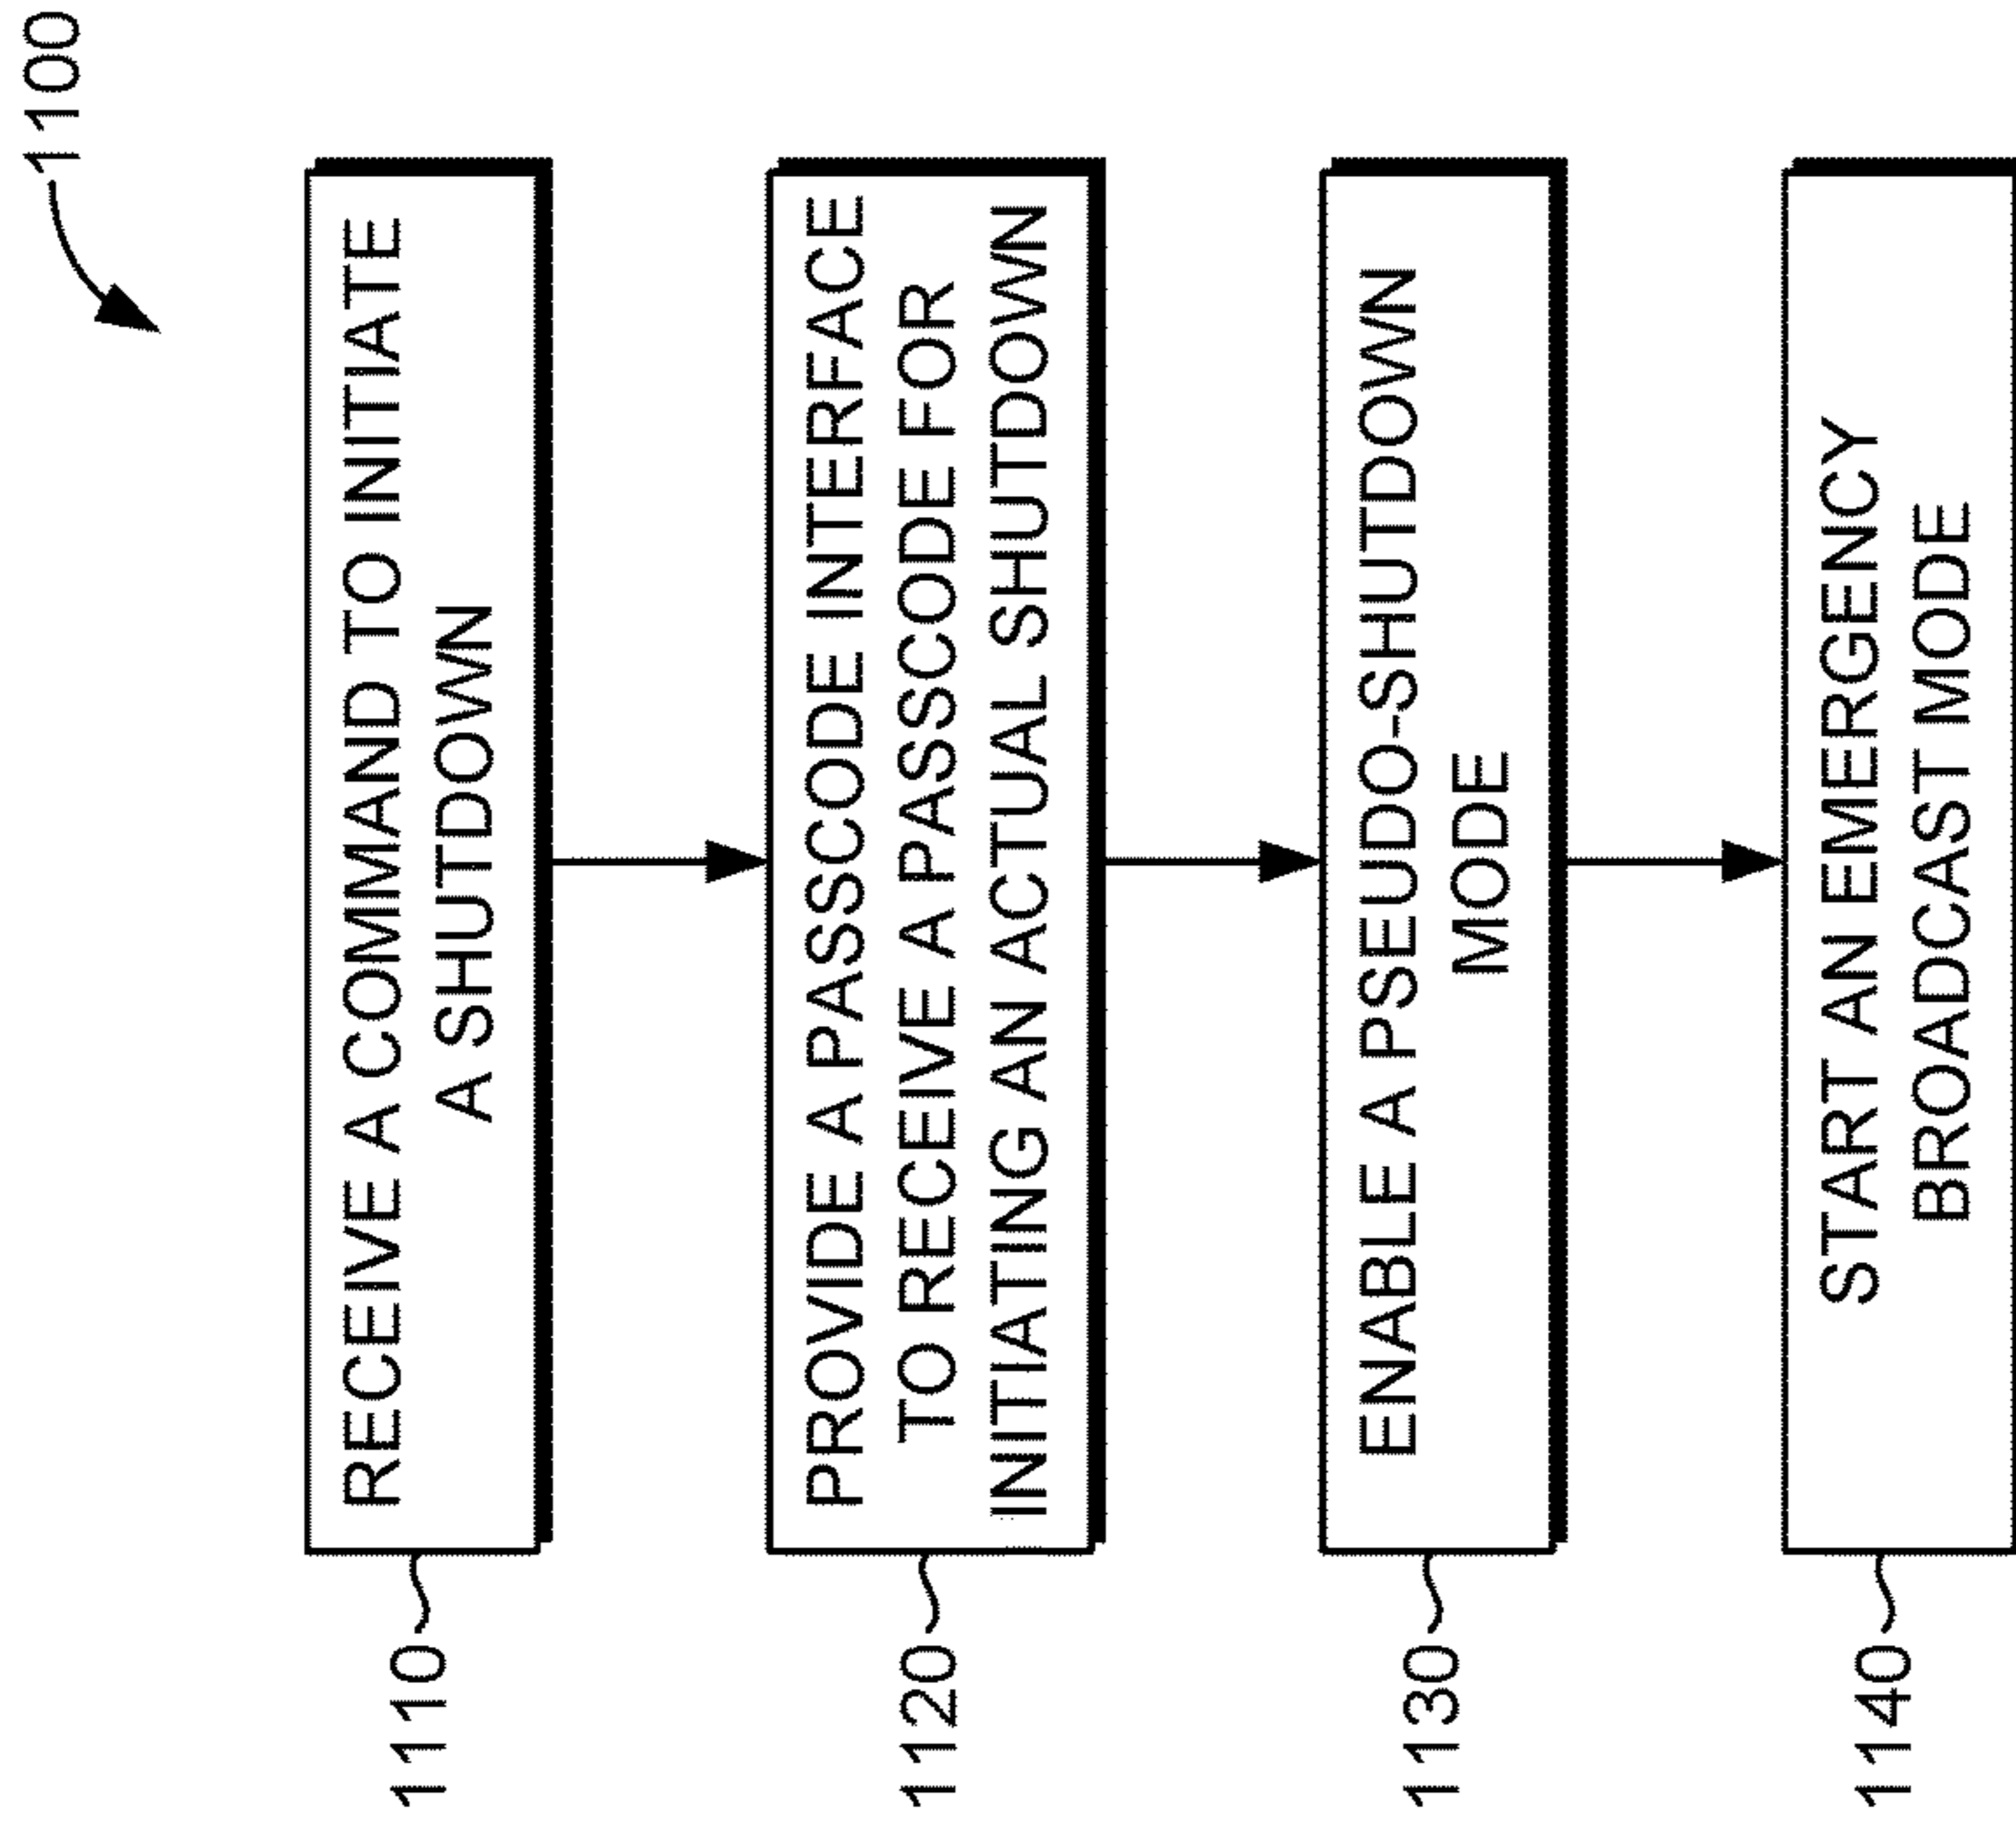 1100
1110
RECEIVE A COMMAND TO INITIATE
A SHUTDOWN
1120
PROVIDE A PASSCODE INTERFACE
TO RECEIVE A PASSCODE FOR
INITIATING AN ACTUAL SHUTDOWN
1130
ENABLE A PSEUDO-SHUTDOWN
MODE
1140
START AN EMERGENCY
BROADCAST MODE